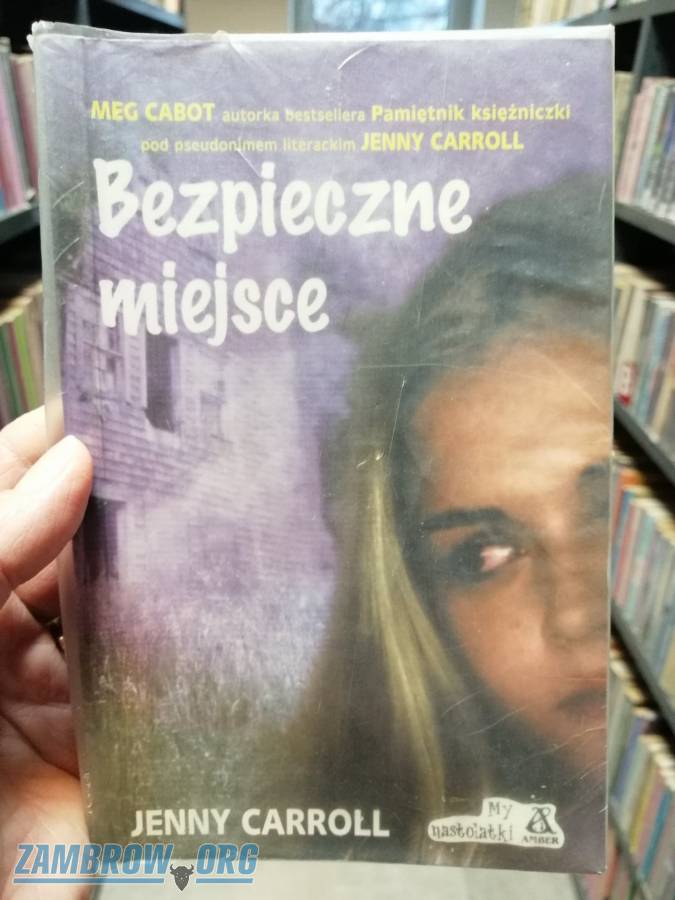 MEG CABOT autorka bestsellera Pamiętnik księżniczki
pod pseudonimem literackim JENNY CARROLL
Bezpieczne
miejsce
JENNY CARROLL
My
nastolatki
AMBER
ZAMBROW.ORG